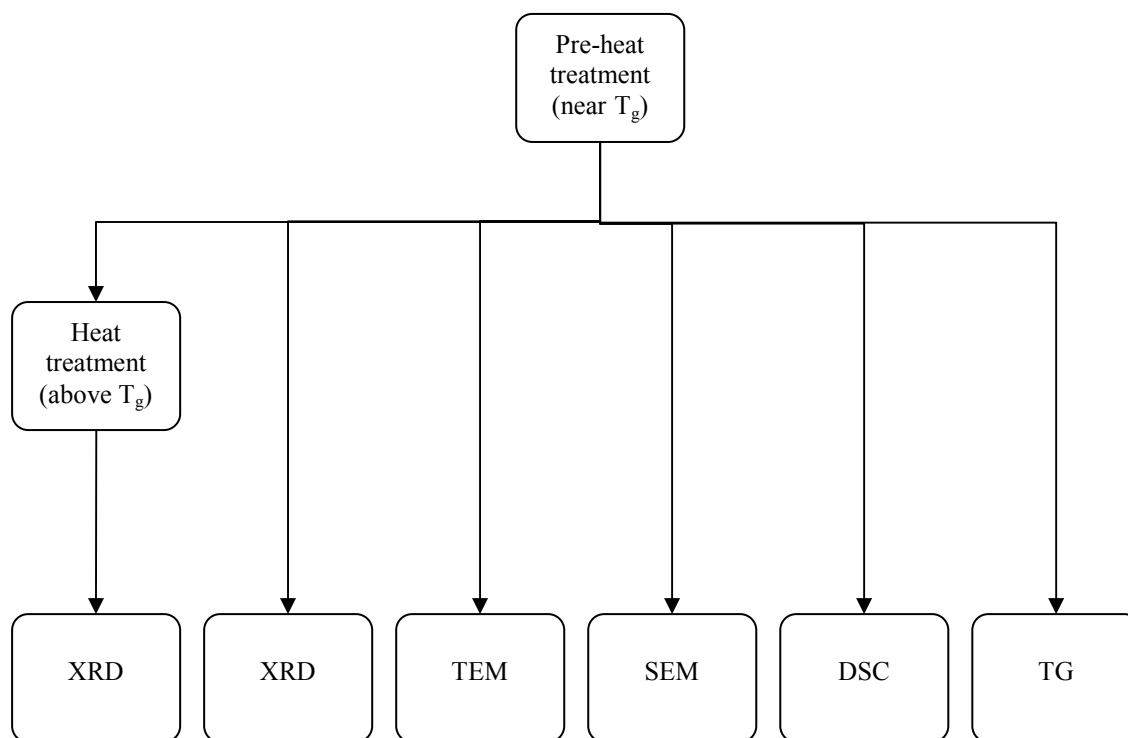 Pre-heat
treatment
(near Tg)
Heat
treatment
(above Tg)
XRD
XRD
TEM
SEM
DSC
TG